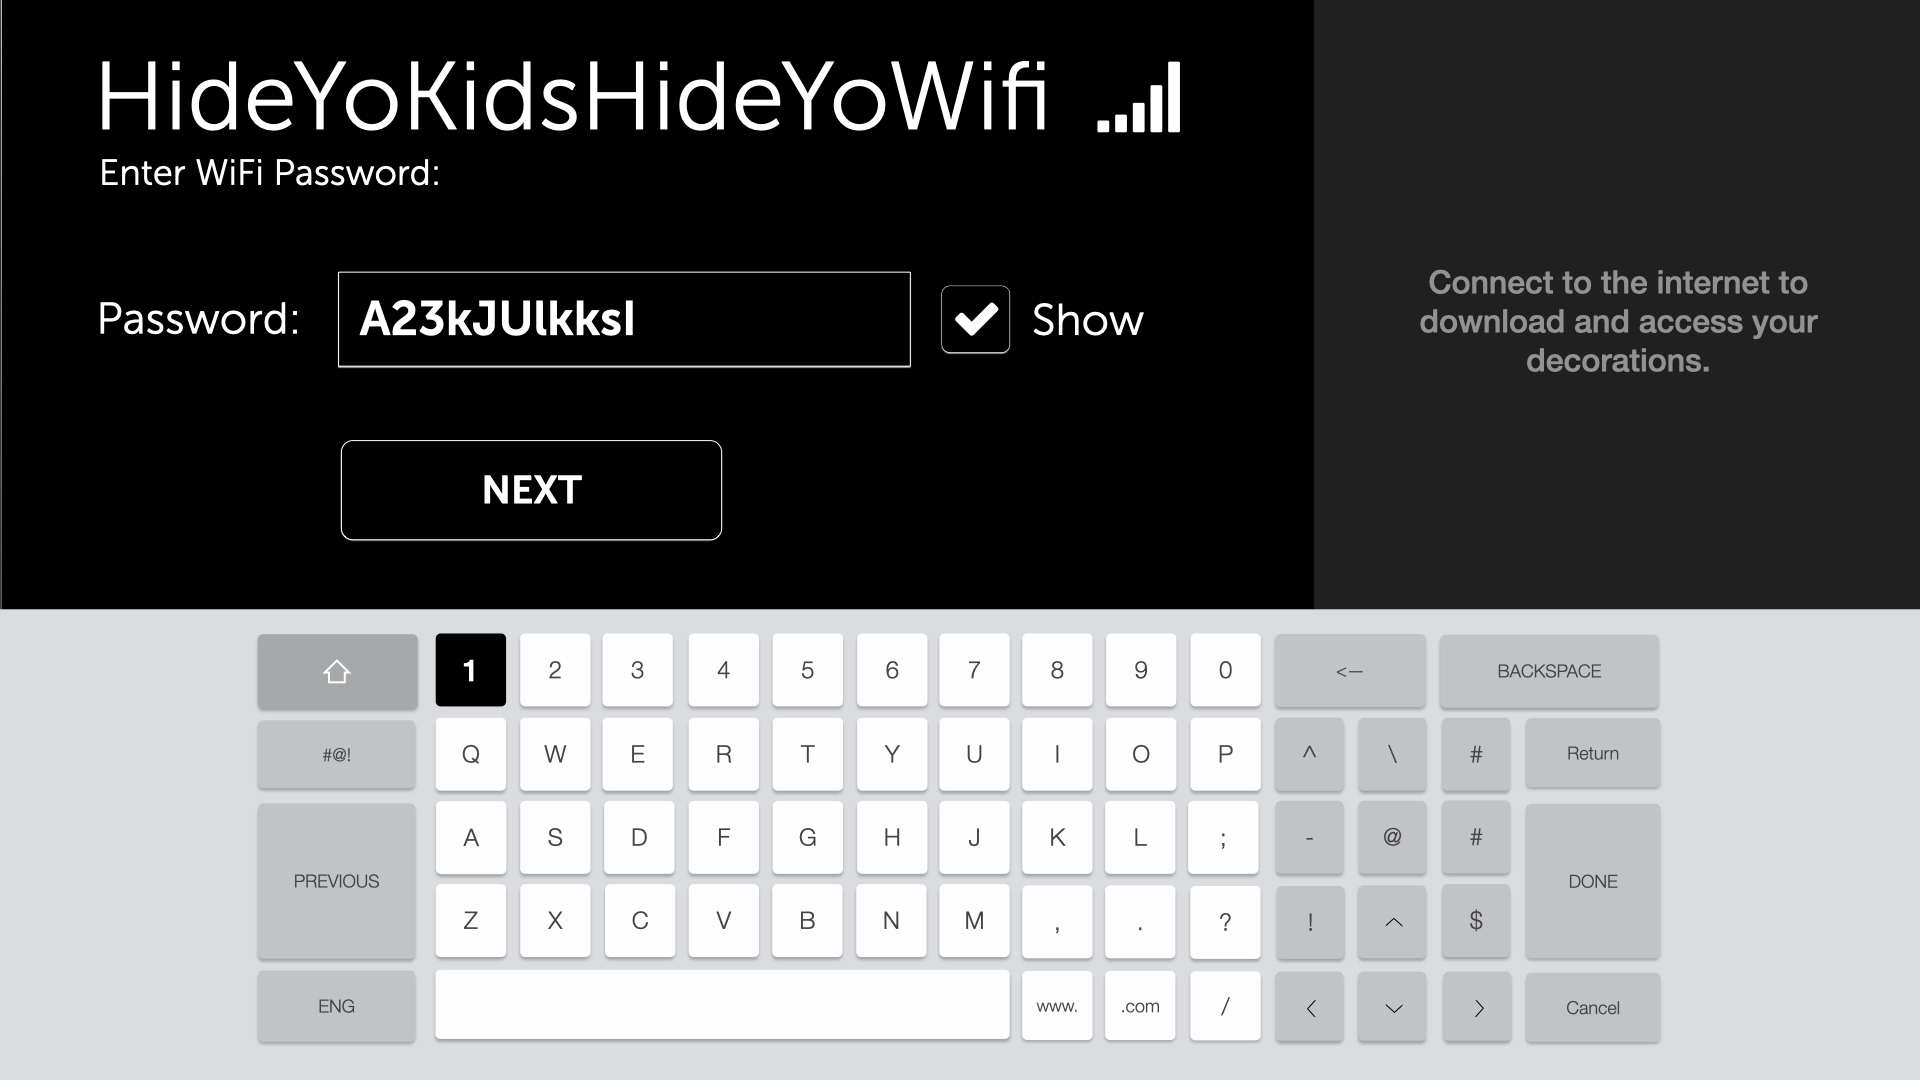 HideYoKidsHideYoWifi
Enter WiFi Password:
Password: A23kJUlkksl Show
NEXT
Connect to the internet to
download and access your
decorations.
1 2 3 4 5 6 7 8 9 0 <– BACKSPACE
#@! Q W E R T Y U I O P ^ \ # Return
PREVIOUS A S D F G H J K L ; - @ # DONE
Z X C V B N M , . ? ! ^ $
ENG www. .com / < > Cancel